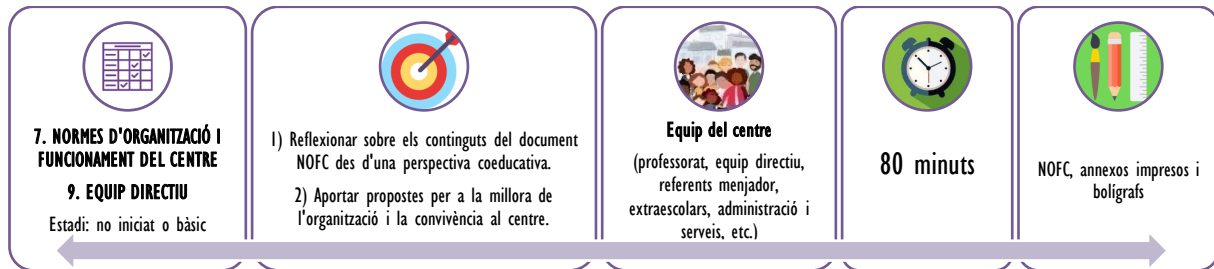 7. NORMES D'ORGANITZACIÓ I
FUNCIONAMENT DEL CENTRE
9. EQUIP DIRECTIU
Estadi: no iniciat o bàsic
1) Reflexionar sobre els continguts del document
NOFC des d'una perspectiva coeducativa.
2) Aportar propostes per a la millora de
l'organització i la convivència al centre.
Equip del centre
(professorat, equip directiu,
referents menjador,
extraescolars, administració i
serveis, etc.)
80 minuts
NOFC, annexos impresos i
bolígrafs